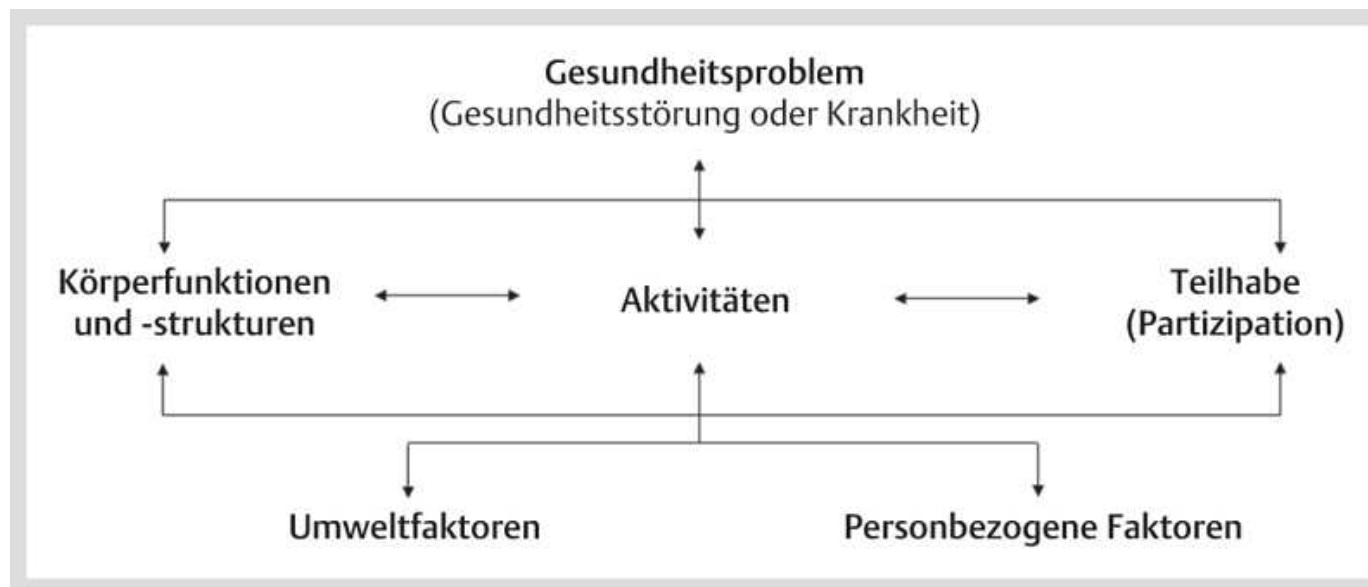 Gesundheitsproblem
(Gesundheitsstörung oder Krankheit)
Körperfunktionen
und -strukturen
Aktivitäten
Teilhabe
(Partizipation)
Umweltfaktoren
Personbezogene Faktoren